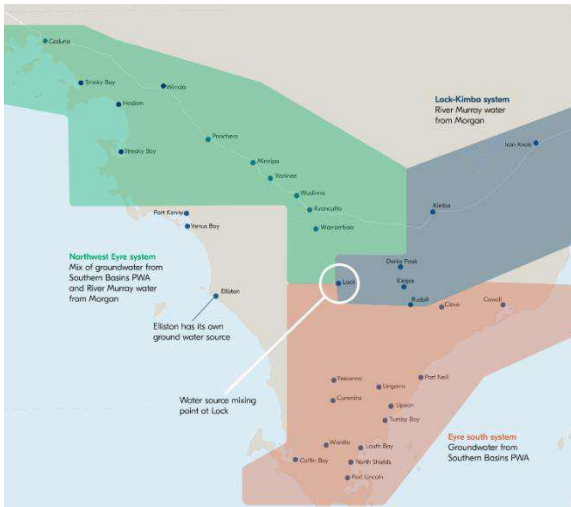 Ceduna
Smoky Bay
Wirrula
Haslam
Streaky Bay
Poochera
Minnipa
Yaninee
Wudinna
Kyancutta
Warramboo
Port Kenny
Venus Bay
Elliston
Lock-Kimba system
River Murray water
from Morgan
Iron Knob
Kimba
Darke Peak
Kielpa
Rudall
Lock
Cleve
Cowell
Northwest Eyre system
Mix of groundwater from
Southern Basins PWA
and River Murray water
from Morgan
Elliston has its own
ground water source
Water source mixing
point at Lock
Yeelanna
Ungarra
Port Neill
Cummins
Lipson
Tumby Bay
Wanilla
Louth Bay
Coffin Bay
North Shields
Port Lincoln
Eyre south system
Groundwater from
Southern Basins PWA